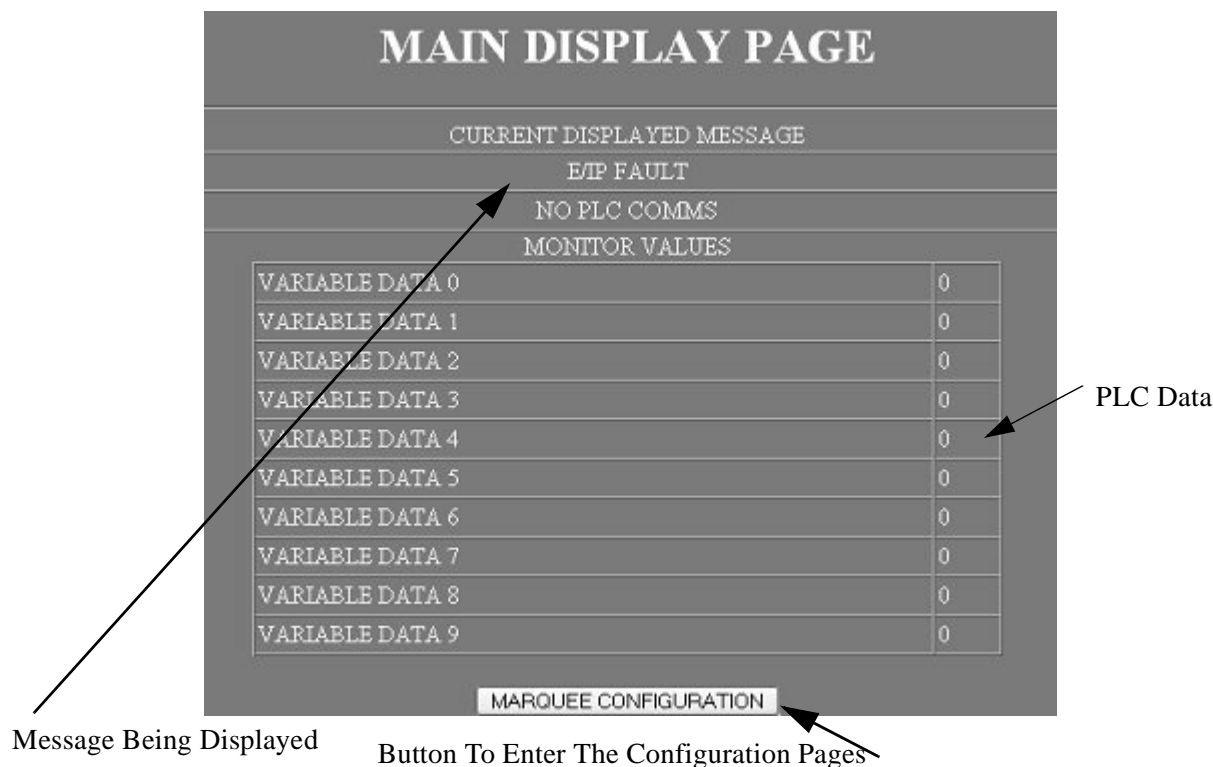 MAIN DISPLAY PAGE
CURRENT DISPLAYED MESSAGE
E/IP FAULT
NO PLC COMMS
MONITOR VALUES
VARIABLE DATA 0 0
VARIABLE DATA 1 0
VARIABLE DATA 2 0
VARIABLE DATA 3 0
VARIABLE DATA 4 0
VARIABLE DATA 5 0
VARIABLE DATA 6 0
VARIABLE DATA 7 0
VARIABLE DATA 8 0
VARIABLE DATA 9 0
PLC Data
MARQUEE CONFIGURATION
Message Being Displayed
Button To Enter The Configuration Pages